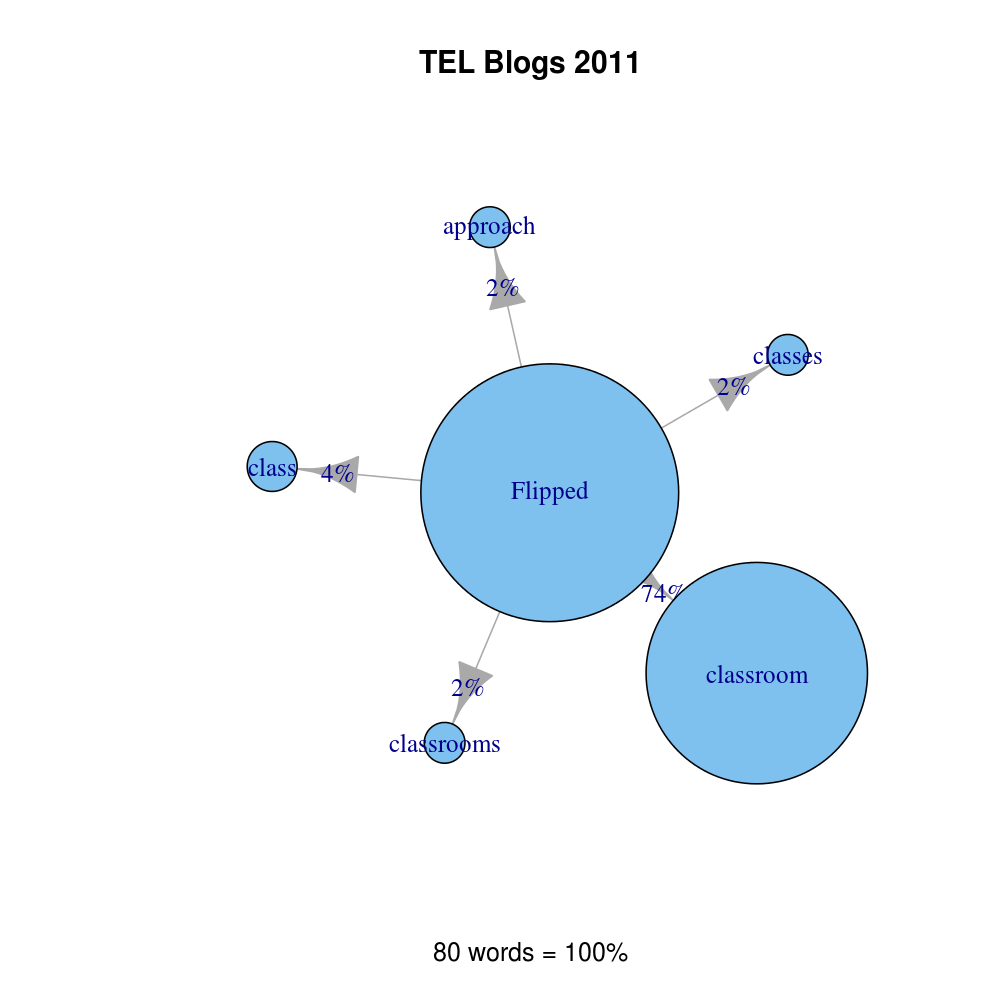 TEL Blogs 2011
approach
2%
classes
2%
class
4%
Flipped
74%
classroom
2%
classrooms
80 words = 100%